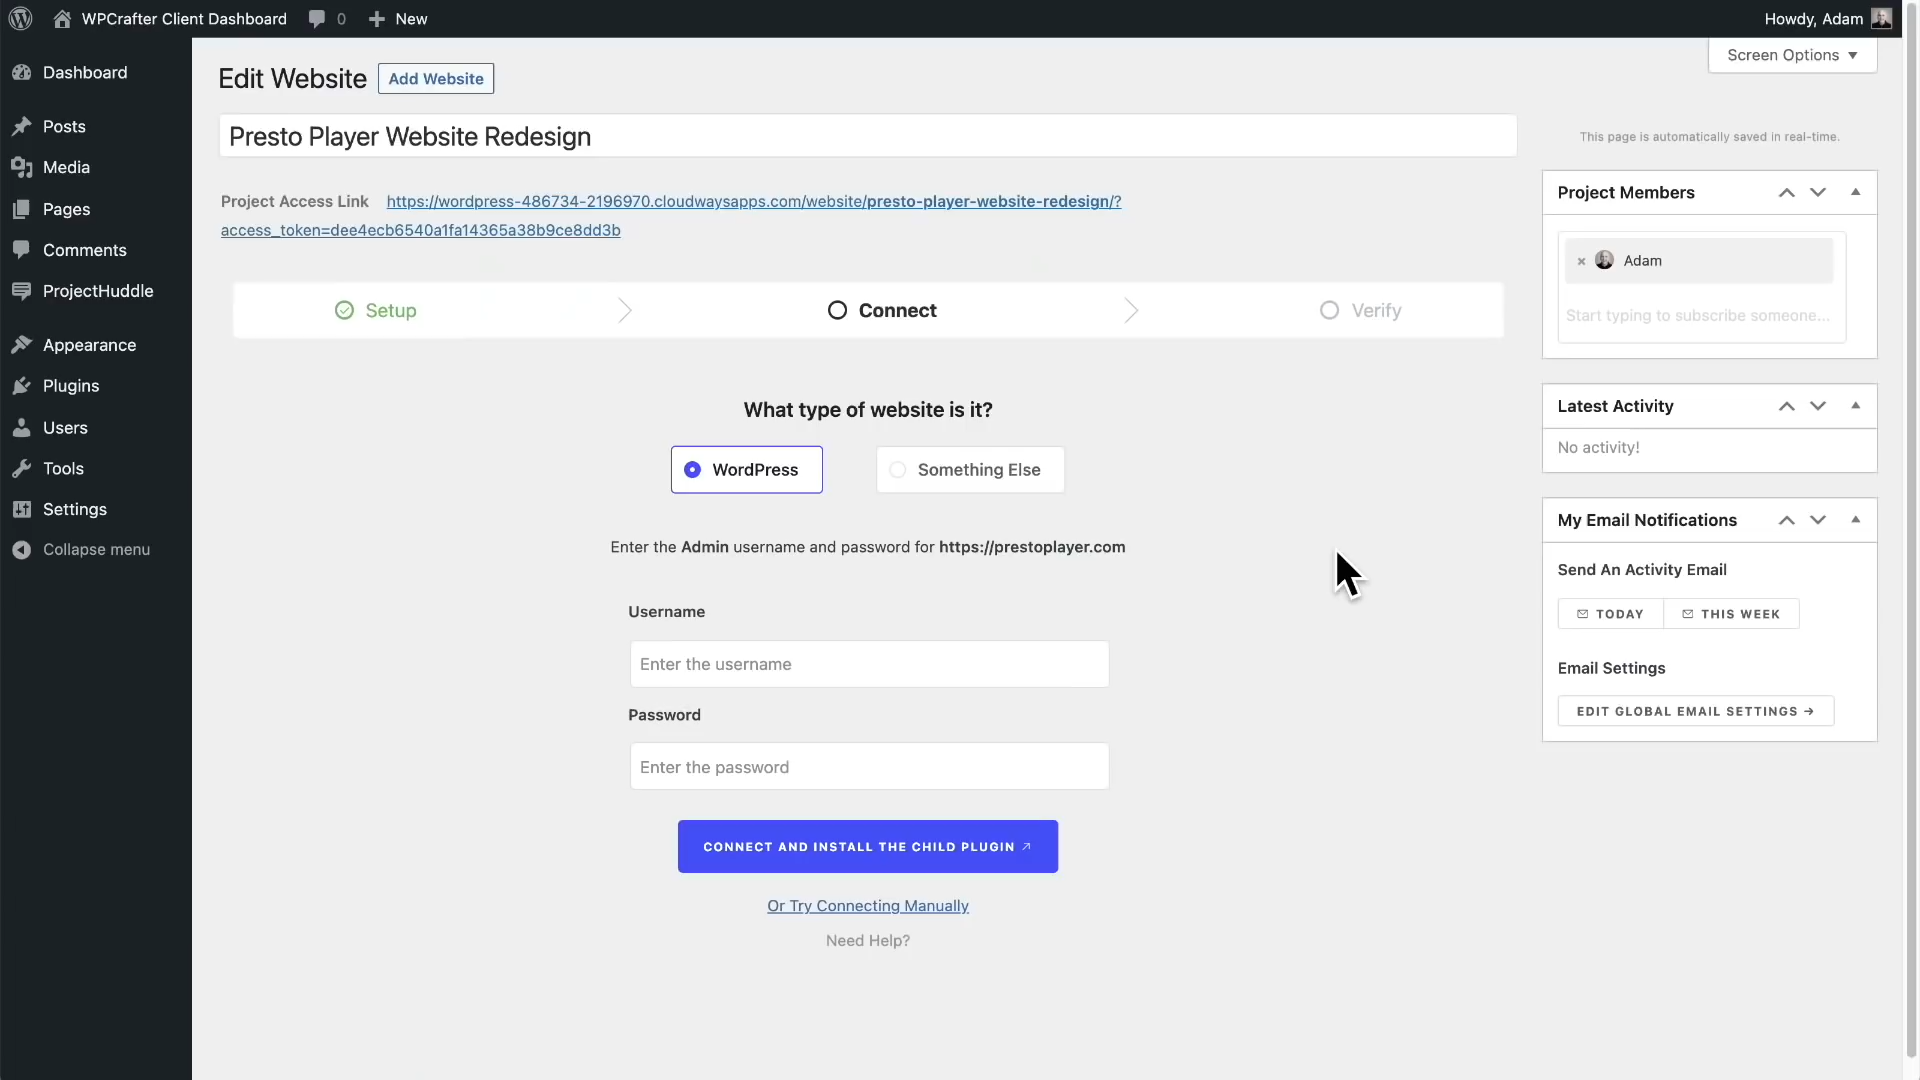 WPCrafter Client Dashboard
0
New
Howdy, Adam
Dashboard
Posts
Media
Pages
Comments
ProjectHuddle
Appearance
Plugins
Users
Tools
Settings
Collapse menu
Screen Options
Edit Website
Add Website
Presto Player Website Redesign
Project Access Link https://wordpress-486734-2196970.cloudwaysapps.com/website/presto-player-website-redesign/?
access_token=dee4ecb6540a1fa14365a38b9ce8dd3b
Setup
Connect
Verify
What type of website is it?
WordPress
Something Else
Enter the Admin username and password for https://prestoplayer.com
Username
Enter the username
Password
Enter the password
CONNECT AND INSTALL THE CHILD PLUGIN
Or Try Connecting Manually
Need Help?
This page is automatically saved in real-time.
Project Members
× Adam
Start typing to subscribe someone...
Latest Activity
No activity!
My Email Notifications
Send An Activity Email
TODAY
THIS WEEK
Email Settings
EDIT GLOBAL EMAIL SETTINGS →